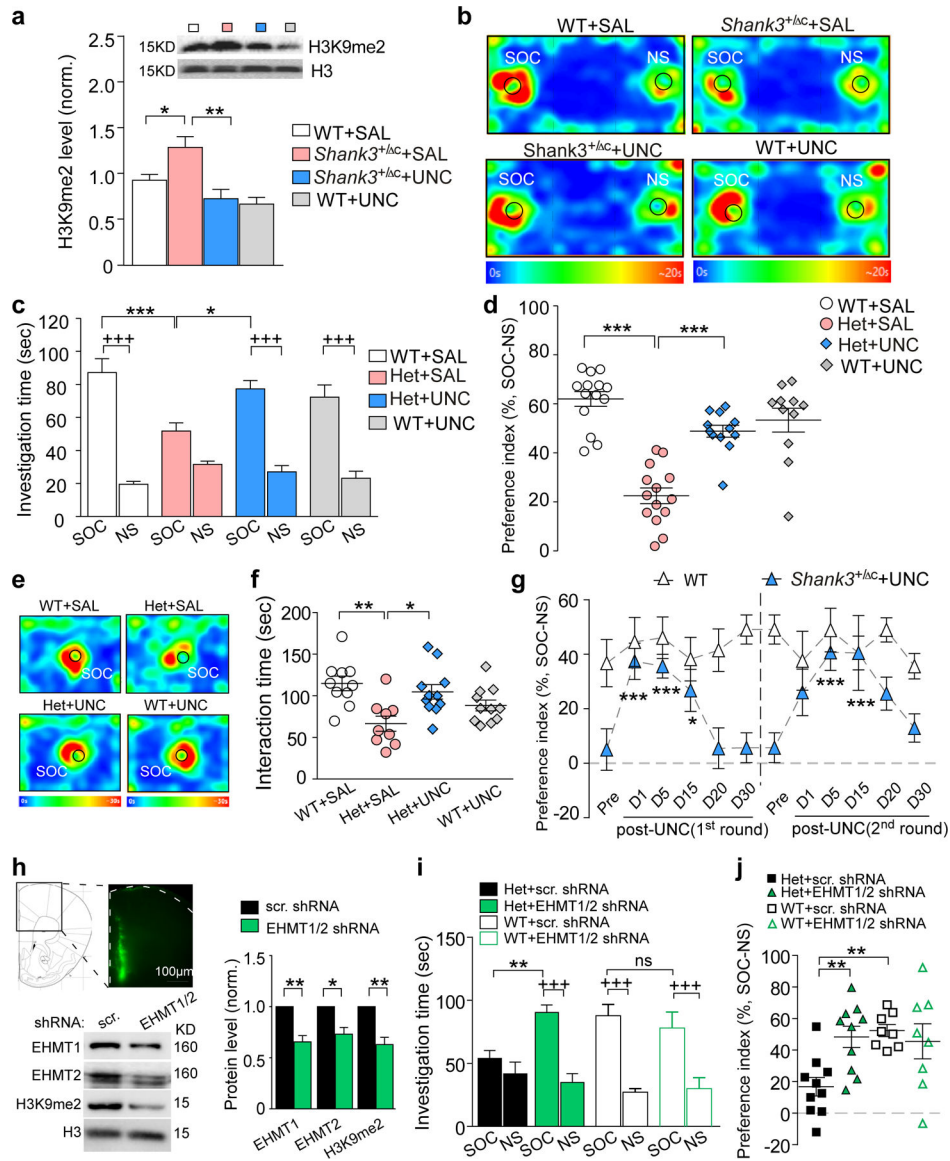 a
H3K9me2 level (norm.)
2.5
2.0
1.5
1.0
0.5
0
15KD
H3K9me2
15KD
H3
*
**
WT+SAL
Shank3+/ΔC+SAL
Shank3+/ΔC+UNC
WT+UNC
b
WT+SAL
Shank3+/ΔC+SAL
SOC
NS
Shank3+/ΔC+UNC
WT+UNC
SOC
NS
0s
~20s
0s
~20s
c
Investigation time (sec)
120
100
80
60
40
20
0
***
*
+++
+++
+++
WT+SAL
Het+SAL
Het+UNC
WT+UNC
SOC
NS
SOC
NS
SOC
NS
SOC
NS
d
Preference index (%, SOC-NS)
100
80
60
40
20
0
***
***
WT+SAL
Het+SAL
Het+UNC
WT+UNC
e
WT+SAL
Het+SAL
SOC
SOC
Het+UNC
WT+UNC
SOC
SOC
0s
~30s
0s
~30s
f
Interaction time (sec)
200
150
100
50
0
**
*
WT+SAL
Het+SAL
Het+UNC
WT+UNC
g
WT
Shank3+/ΔC+UNC
Preference index (%, SOC-NS)
60
40
20
0
-20
***
***
*
***
***
Pre
D1
D5
D15
D20
D30
Pre
D1
D5
D15
D20
D30
post-UNC(1st round)
post-UNC(2nd round)
h
100μm
shRNA:
scr.
EHMT1/2
KD
EHMT1
160
EHMT2
160
H3K9me2
15
H3
15
scr. shRNA
EHMT1/2 shRNA
Protein level (norm.)
1.5
1.0
0.5
0
**
*
**
EHMT1
EHMT2
H3K9me2
i
Het+scr. shRNA
Het+EHMT1/2 shRNA
WT+scr. shRNA
WT+EHMT1/2 shRNA
Investigation time (sec)
150
100
50
0
**
ns
+++
+++
+++
SOC
NS
SOC
NS
SOC
NS
SOC
NS
j
Het+scr. shRNA
Het+EHMT1/2 shRNA
WT+scr. shRNA
WT+EHMT1/2 shRNA
Preference index (%, SOC-NS)
100
80
60
40
20
0
-20
**
**